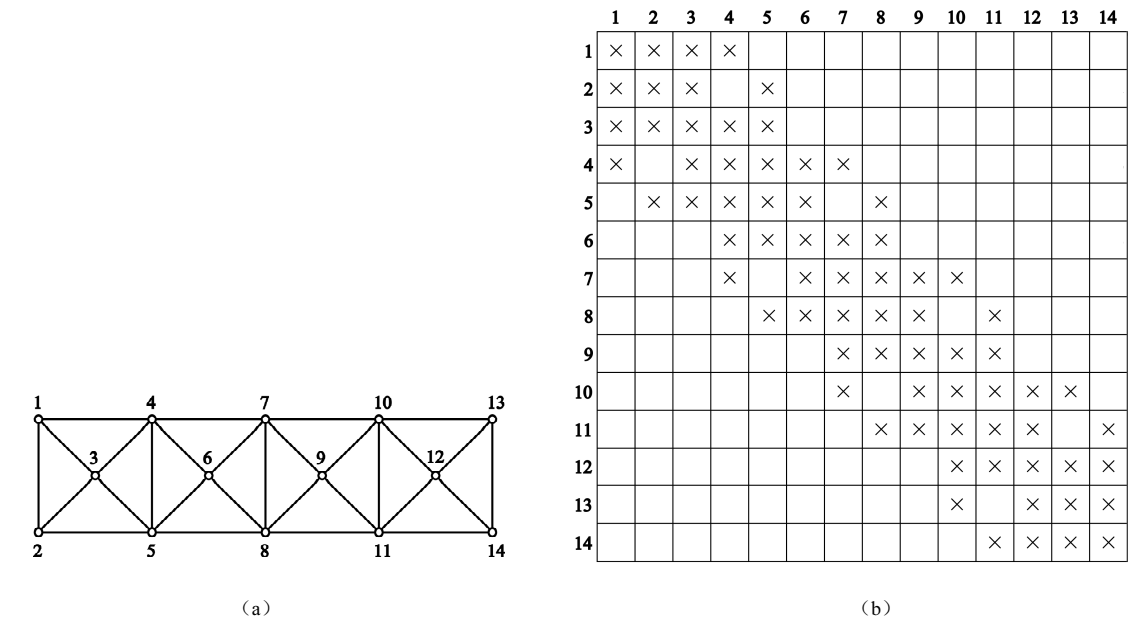 1 2 3 4 5 6 7 8 9 10 11 12 13 14
1 × × × ×
2 × × × ×
3 × × × × ×
4 × × × × × ×
5 × × × × × ×
6 × × × × ×
7 × × × × × ×
8 × × × × × ×
9 × × × × ×
10 × × × × × ×
11 × × × × × ×
12 × × × × ×
13 × × × ×
14 × × × ×
1 4 7 10 13
3 6 9 12
2 5 8 11 14
(a)
(b)